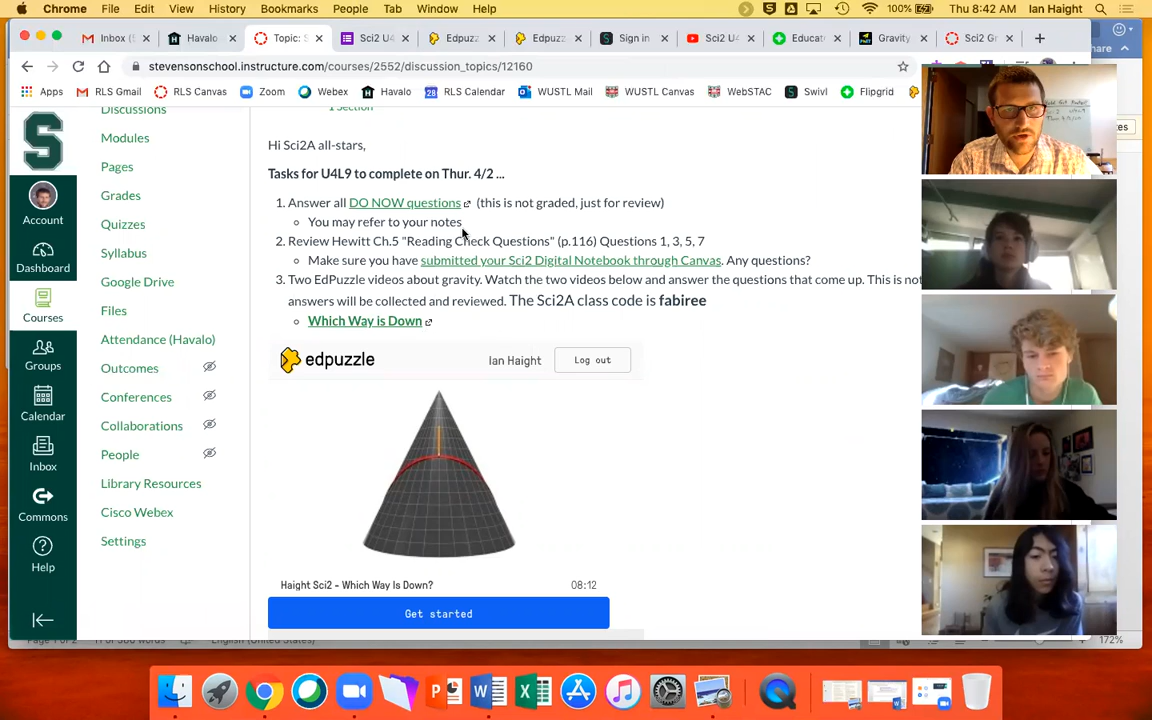 Chrome File Edit View History Bookmarks People Tab Window Help 100% Thu 8:42 AM Ian Haight
Inbox ( Havalo Topic: S Sci2 U4 Edpuzz Edpuzz Sign in Sci2 U4 Educat Gravity Sci2 Gr
stevensonschool.instructure.com/courses/2552/discussion_topics/12160
Apps RLS Gmail RLS Canvas Zoom Webex Havalo RLS Calendar WUSTL Mail WUSTL Canvas WebSTAC Swivl Flipgrid
Discussions
Modules
Pages
Grades
Quizzes
Syllabus
Google Drive
Files
Attendance (Havalo)
Outcomes
Conferences
Collaborations
People
Library Resources
Cisco Webex
Settings
S
Account
Dashboard
Courses
Groups
Calendar
Inbox
Commons
Help
1 Section
Hi Sci2A all-stars,
Tasks for U4L9 to complete on Thur. 4/2 ...
1. Answer all DO NOW questions (this is not graded, just for review)
You may refer to your notes
2. Review Hewitt Ch.5 "Reading Check Questions" (p.116) Questions 1, 3, 5, 7
Make sure you have submitted your Sci2 Digital Notebook through Canvas. Any questions?
3. Two EdPuzzle videos about gravity. Watch the two videos below and answer the questions that come up. This is not
answers will be collected and reviewed. The Sci2A class code is fabiree
Which Way is Down
edpuzzle Ian Haight Log out
Haight Sci2 - Which Way Is Down? 08:12
Get started
English (United States) 172%